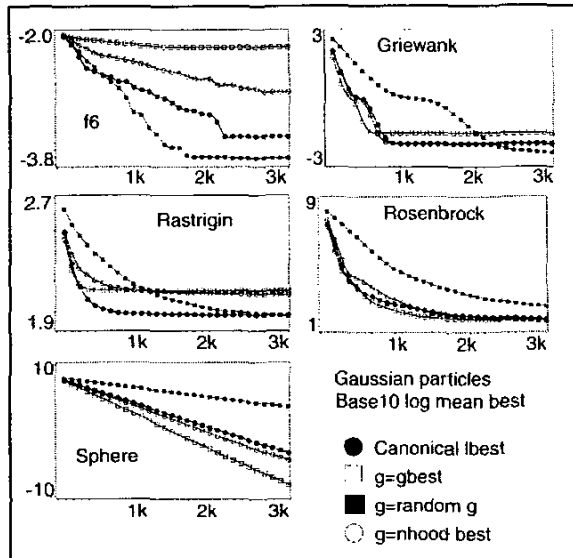 -2.0
f6
-3.8
1k 2k 3k
3
Griewank
-3
1k 2k 3k
2.7
Rastrigin
1.9
1k 2k 3k
9
Rosenbrock
1
1k 2k 3k
10
Sphere
-10
1k 2k 3k
Gaussian particles
Base10 log mean best
Canonical lbest
g=gbest
g=random g
g=nhood best